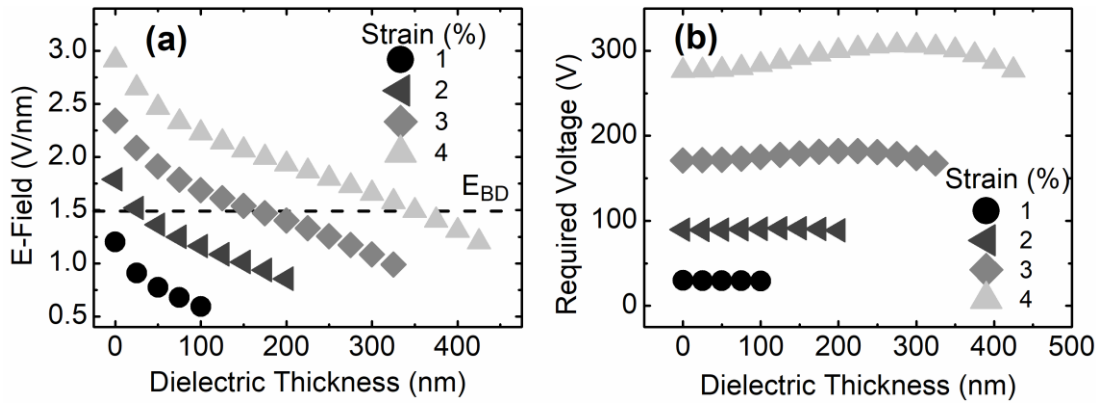 (a)
Strain (%)
1
2
3
4
E_BD
3.0
2.5
2.0
1.5
1.0
0.5
E-Field (V/nm)
0 100 200 300 400
Dielectric Thickness (nm)
(b)
Strain (%)
1
2
3
4
300
200
100
0
Required Voltage (V)
0 100 200 300 400 500
Dielectric Thickness (nm)